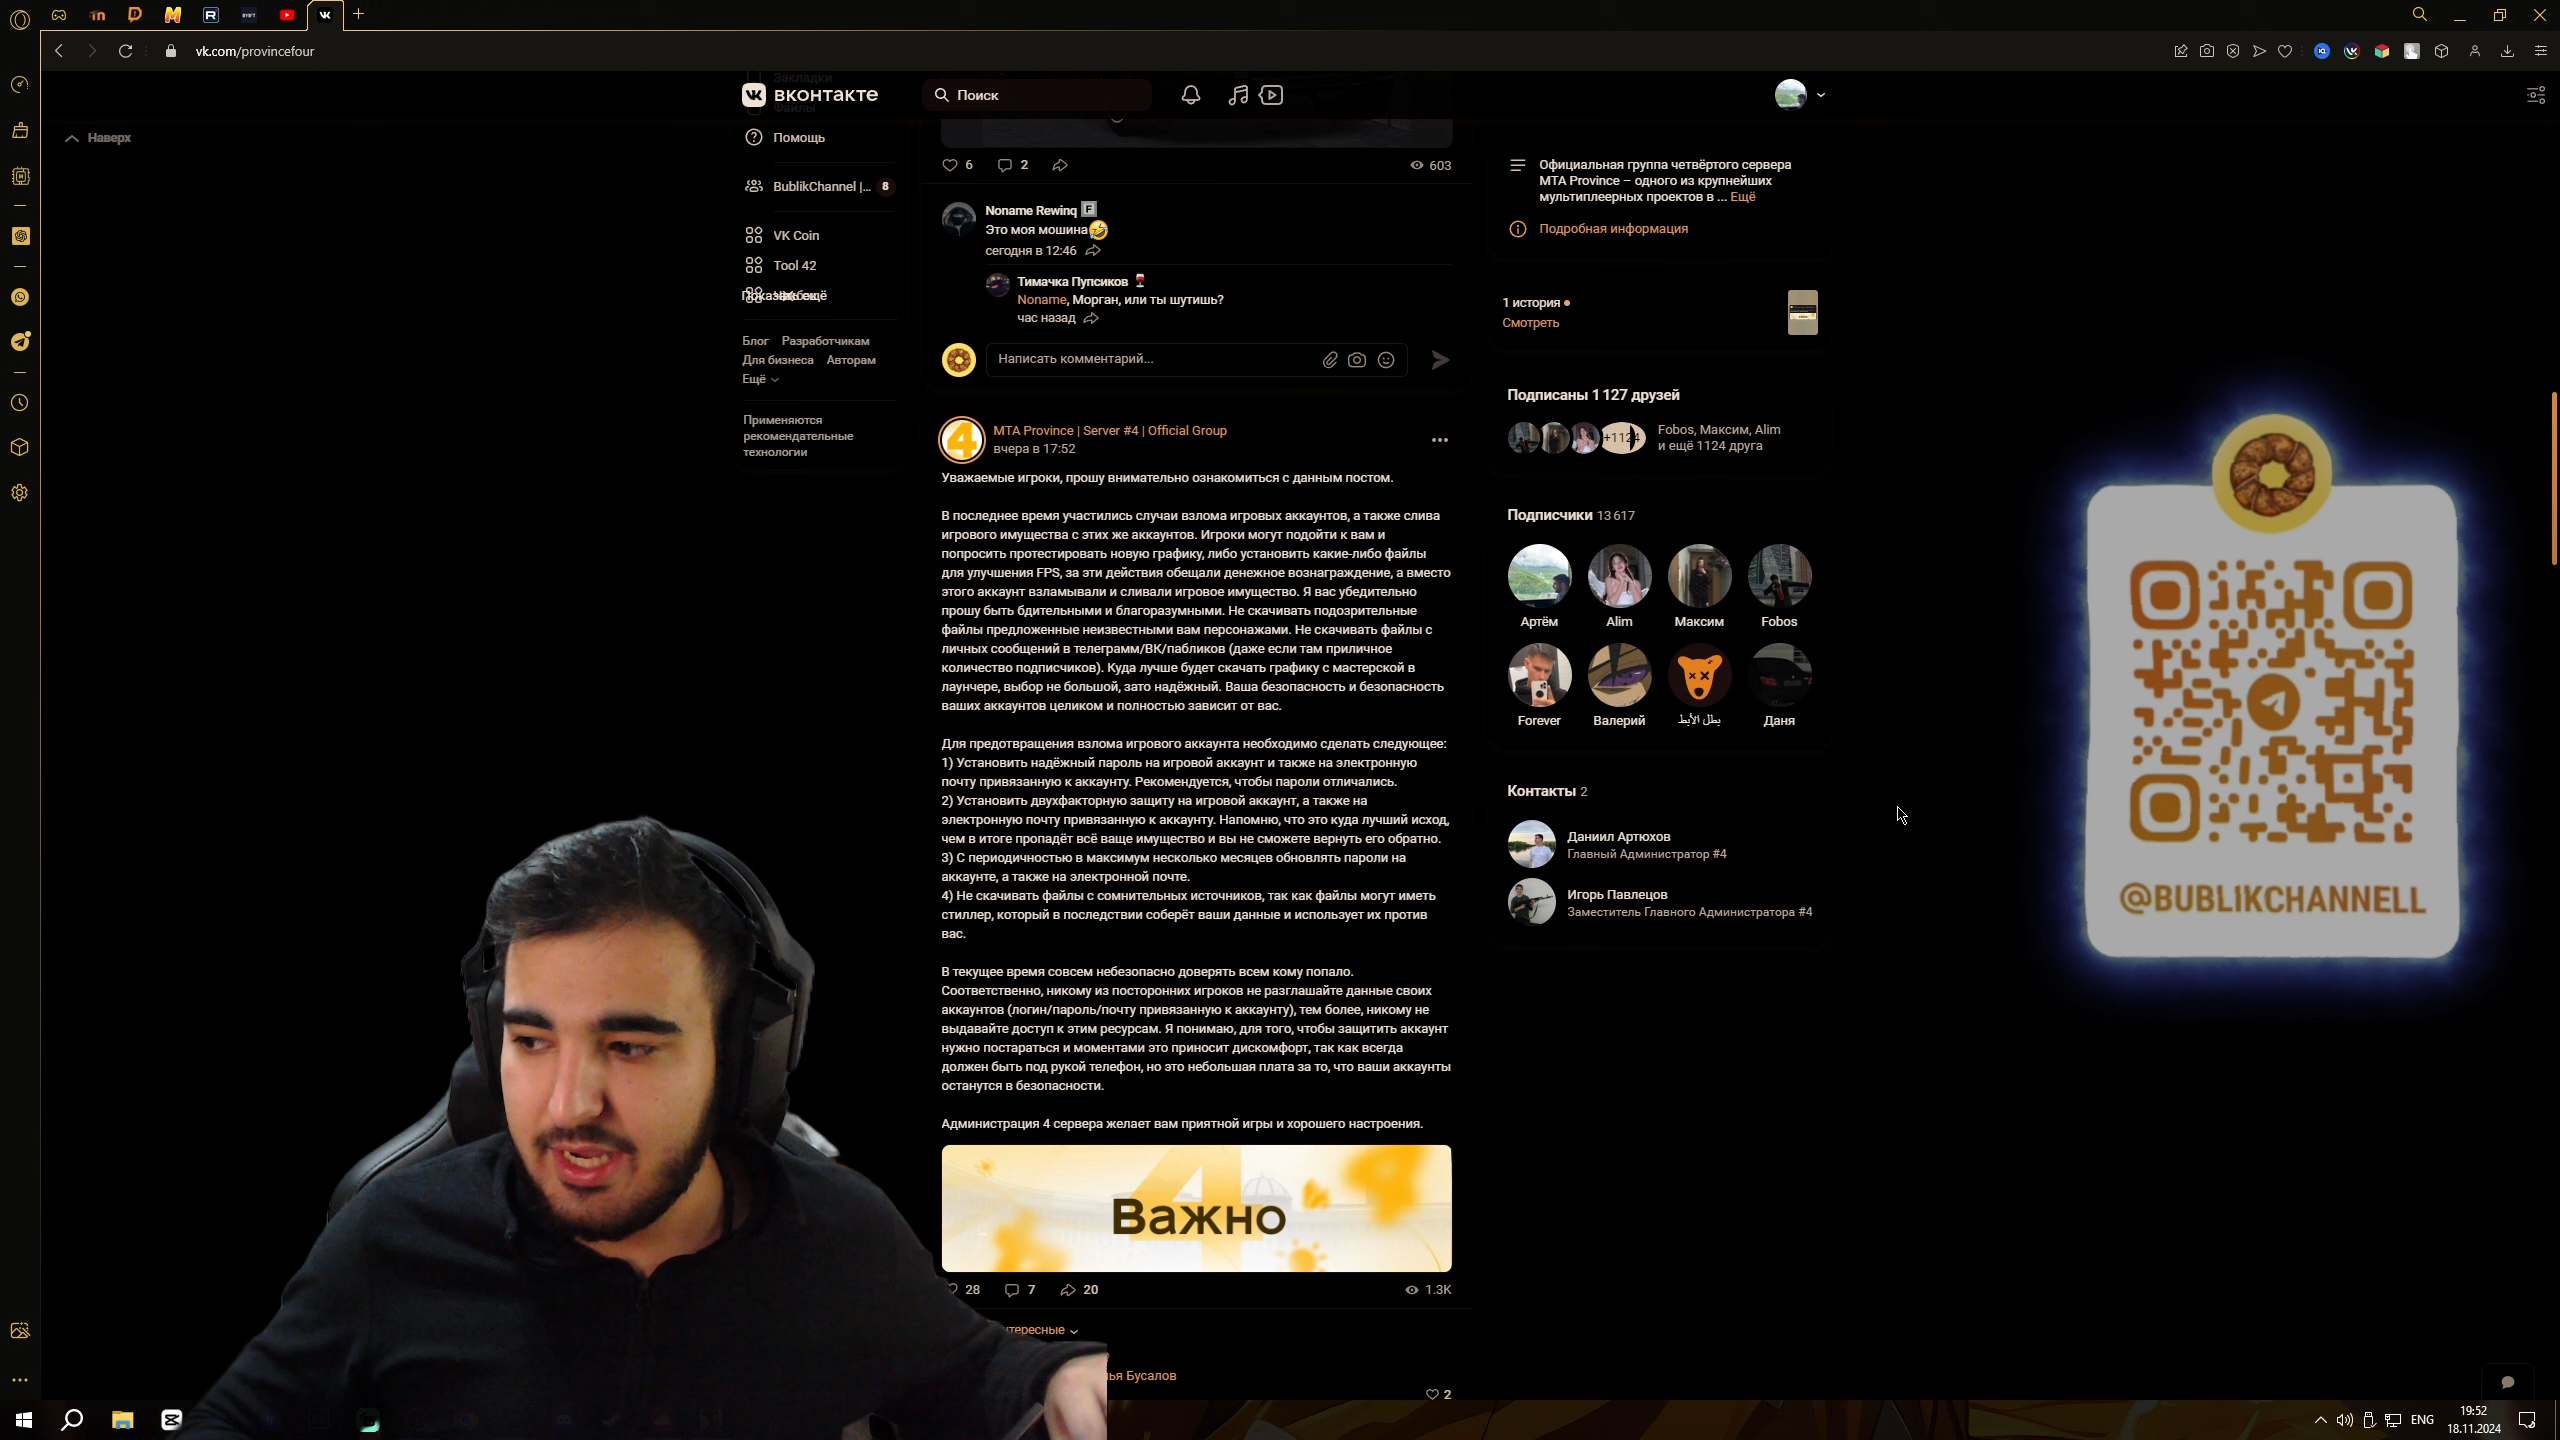 vk.com/provincefour
Закладки
Файлы
вконтакте
Поиск
Наверх
Помощь
BublikChannel |... 8
VK Coin
Tool 42
Показать ещё
Блог Разработчикам
Для бизнеса Авторам
Ещё
Применяются
рекомендательные
технологии
6 2 603
Noname Rewinq F
Это моя мошина
сегодня в 12:46
Тимачка Пупсиков
Noname, Морган, или ты шутишь?
час назад
Написать комментарий...
4
MTA Province | Server #4 | Official Group
вчера в 17:52
Уважаемые игроки, прошу внимательно ознакомиться с данным постом.
В последнее время участились случаи взлома игровых аккаунтов, а также слива
игрового имущества с этих же аккаунтов. Игроки могут подойти к вам и
попросить протестировать новую графику, либо установить какие-либо файлы
для улучшения FPS, за эти действия обещали денежное вознаграждение, а вместо
этого аккаунт взламывали и сливали игровое имущество. Я вас убедительно
прошу быть бдительными и благоразумными. Не скачивать подозрительные
файлы предложенные неизвестными вам персонажами. Не скачивать файлы с
личных сообщений в телеграмм/ВК/пабликов (даже если там приличное
количество подписчиков). Куда лучше будет скачать графику с мастерской в
лаунчере, выбор не большой, зато надёжный. Ваша безопасность и безопасность
ваших аккаунтов целиком и полностью зависит от вас.
Для предотвращения взлома игрового аккаунта необходимо сделать следующее:
1) Установить надёжный пароль на игровой аккаунт и также на электронную
почту привязанную к аккаунту. Рекомендуется, чтобы пароли отличались.
2) Установить двухфакторную защиту на игровой аккаунт, а также на
электронную почту привязанную к аккаунту. Напомню, что это куда лучший исход,
чем в итоге пропадёт всё ваще имущество и вы не сможете вернуть его обратно.
3) С периодичностью в максимум несколько месяцев обновлять пароли на
аккаунте, а также на электронной почте.
4) Не скачивать файлы с сомнительных источников, так как файлы могут иметь
стиллер, который в последствии соберёт ваши данные и использует их против
вас.
В текущее время совсем небезопасно доверять всем кому попало.
Соответственно, никому из посторонних игроков не разглашайте данные своих
аккаунтов (логин/пароль/почту привязанную к аккаунту), тем более, никому не
выдавайте доступ к этим ресурсам. Я понимаю, для того, чтобы защитить аккаунт
нужно постараться и моментами это приносит дискомфорт, так как всегда
должен быть под рукой телефон, но это небольшая плата за то, что ваши аккаунты
останутся в безопасности.
Администрация 4 сервера желает вам приятной игры и хорошего настроения.
4
Важно
28 7 20 1.3K
нтересные
ья Бусалов
2
Официальная группа четвёртого сервера
MTA Province – одного из крупнейших
мультиплеерных проектов в ... Ещё
Подробная информация
1 история
Смотреть
Подписаны 1 127 друзей
+1124
Fobos, Максим, Alim
и ещё 1124 друга
Подписчики 13 617
Артём Alim Максим Fobos
Forever Валерий بطل الأبط Даня
Контакты 2
Даниил Артюхов
Главный Администратор #4
Игорь Павлецов
Заместитель Главного Администратора #4
@BUBLIKCHANNELL
ENG
19:52
18.11.2024